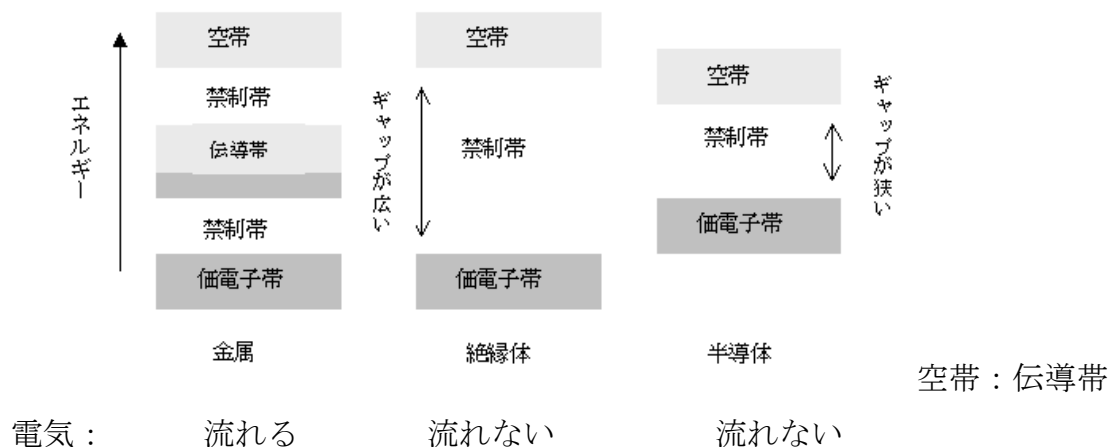 エネルギー
空帯
禁制帯
伝導帯
禁制帯
価電子帯
金属
ギャップが広い
空帯
禁制帯
価電子帯
絶縁体
空帯
禁制帯
価電子帯
半導体
ギャップが狭い
空帯：伝導帯
電気： 流れる 流れない 流れない